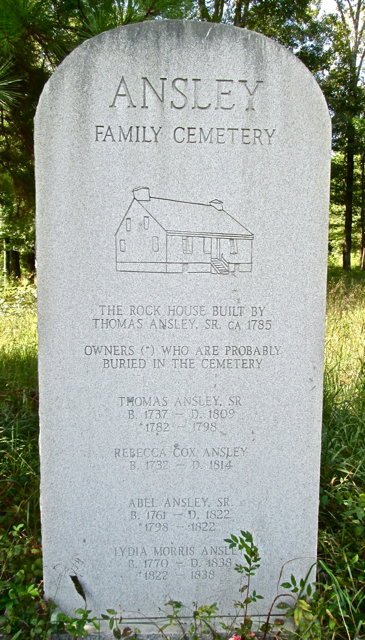 ANSLEY
FAMILY CEMETERY
THE ROCK HOUSE BUILT BY
THOMAS ANSLEY, SR. CA 1785
OWNERS (*) WHO ARE PROBABLY
BURIED IN THE CEMETERY
THOMAS ANSLEY, SR
B. 1737 – D. 1809
*1782 – 1798
REBECCA COX ANSLEY
B. 1737 – D. 1814
ABEL ANSLEY, SR.
B. 1761 – D. 1822
*1798 – 1822
LYDIA MORRIS ANSLEY
B. 1770 – D. 1838
1822 – 1838